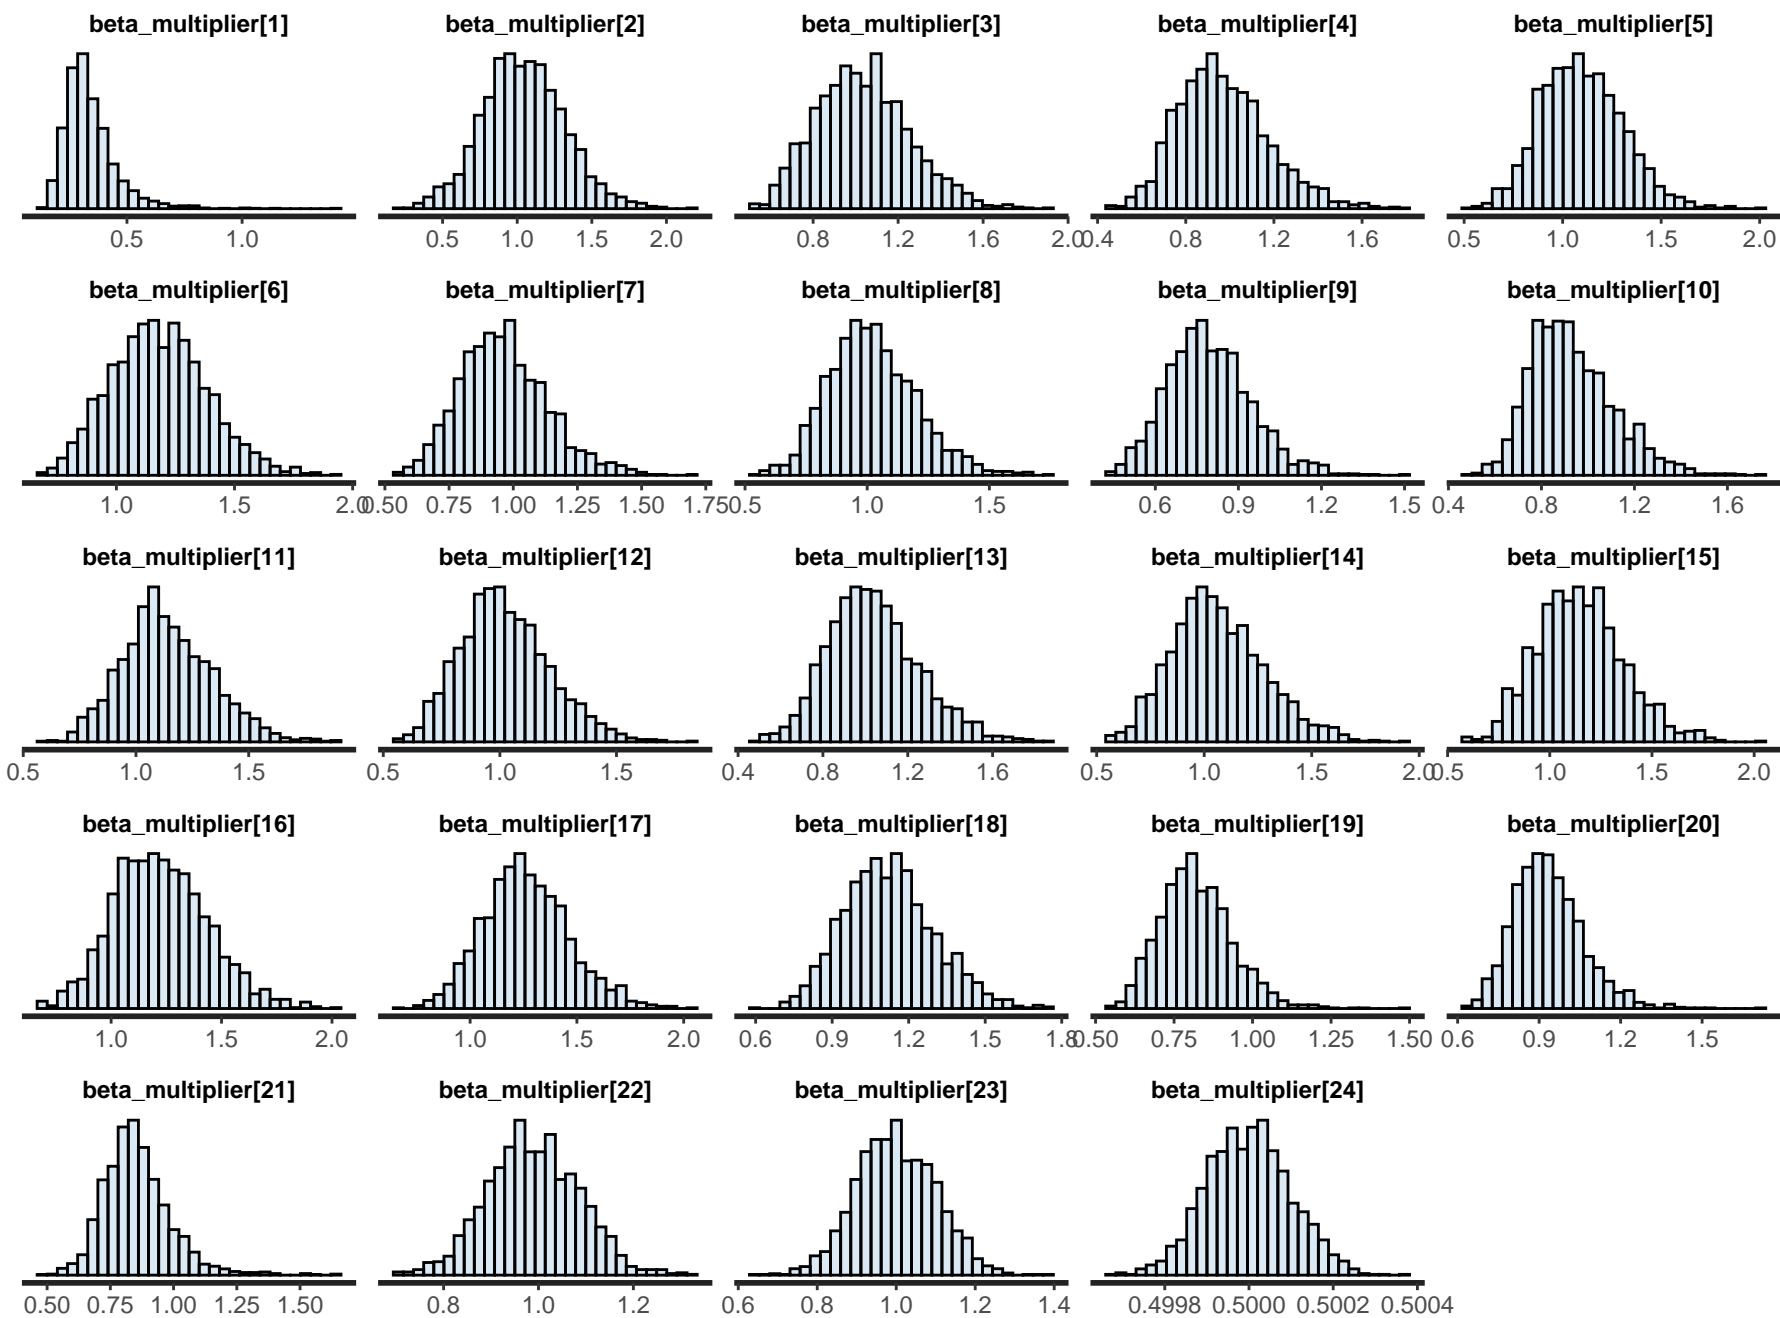 beta_multiplier[1] beta_multiplier[2] beta_multiplier[3] beta_multiplier[4] beta_multiplier[5]
0.5 1.0 0.5 1.0 1.5 2.0 0.8 1.2 1.6 2.0 0.4 0.8 1.2 1.6 0.5 1.0 1.5 2.0
beta_multiplier[6] beta_multiplier[7] beta_multiplier[8] beta_multiplier[9] beta_multiplier[10]
1.0 1.5 2.0 0.50 0.75 1.00 1.25 1.50 1.75 0.5 1.0 1.5 0.6 0.9 1.2 1.5 0.4 0.8 1.2 1.6
beta_multiplier[11] beta_multiplier[12] beta_multiplier[13] beta_multiplier[14] beta_multiplier[15]
0.5 1.0 1.5 0.5 1.0 1.5 0.4 0.8 1.2 1.6 0.5 1.0 1.5 2.0 0.5 1.0 1.5 2.0
beta_multiplier[16] beta_multiplier[17] beta_multiplier[18] beta_multiplier[19] beta_multiplier[20]
1.0 1.5 2.0 1.0 1.5 2.0 0.6 0.9 1.2 1.5 1.8 0.50 0.75 1.00 1.25 1.50 0.6 0.9 1.2 1.5
beta_multiplier[21] beta_multiplier[22] beta_multiplier[23] beta_multiplier[24]
0.50 0.75 1.00 1.25 1.50 0.8 1.0 1.2 0.6 0.8 1.0 1.2 1.4 0.4998 0.5000 0.5002 0.5004